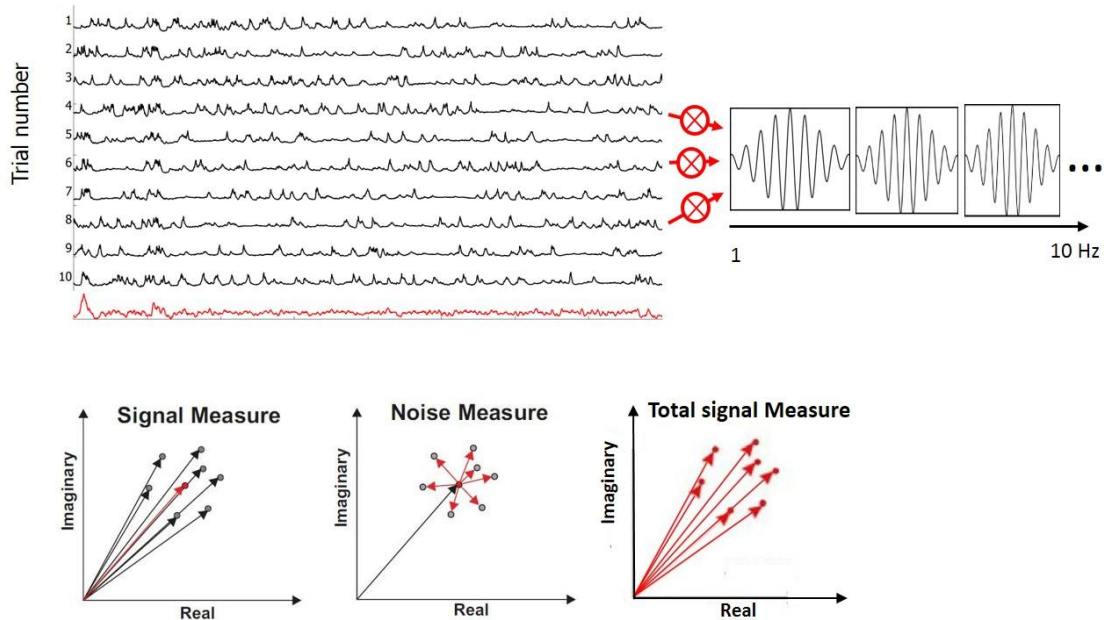 Trial number
1
2
3
4
5
6
7
8
9
10
...
1
10 Hz
Signal Measure
Imaginary
Real
Noise Measure
Imaginary
Real
Total signal Measure
Imaginary
Real